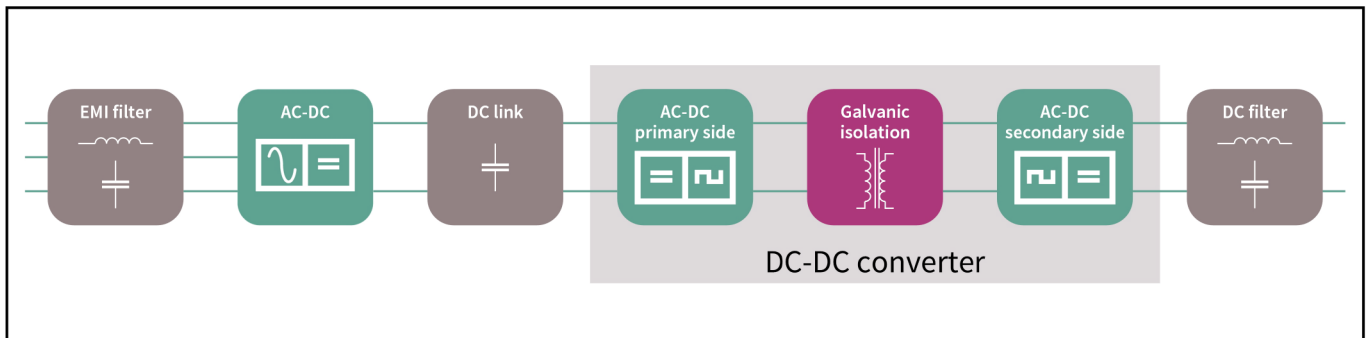 EMI filter
AC-DC
DC link
AC-DC
primary side
Galvanic
isolation
AC-DC
secondary side
DC filter
DC-DC converter